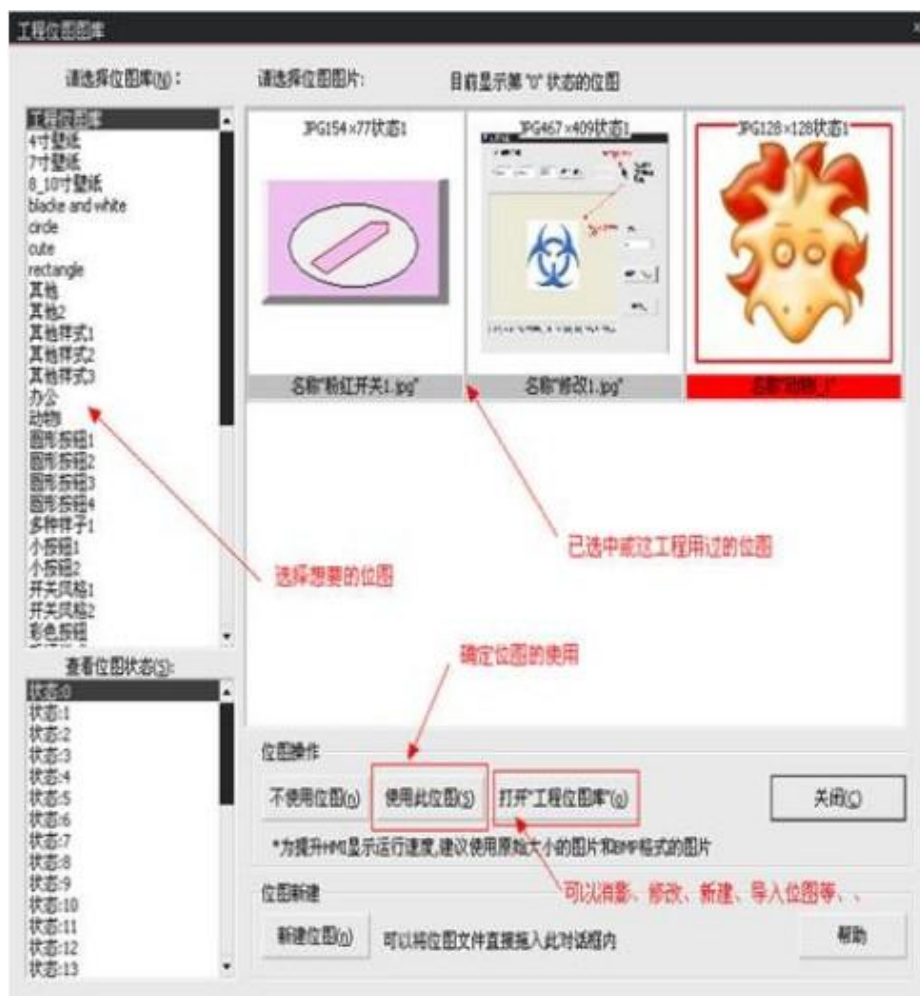 工程位图图库
请选择位图库(N)：
请选择位图图片:
目前显示第"0"状态的位图
工程位图库
4寸壁纸
7寸壁纸
8_10寸壁纸
blacke and white
circle
cute
rectangle
其他
其他2
其他样式1
其他样式2
其他样式3
办公
动物
圆形按钮1
圆形按钮2
圆形按钮3
圆形按钮4
多种样子1
小按钮1
小按钮2
开关风格1
开关风格2
彩色按钮
JPG154×77状态1
JPG467×409状态1
JPG128×128状态1
名称"粉红开关1.jpg"
名称"修改1.jpg"
名称"动物_1"
已选中或这工程用过的位图
选择想要的位图
确定位图的使用
查看位图状态(S):
状态:0
状态:1
状态:2
状态:3
状态:4
状态:5
状态:6
状态:7
状态:8
状态:9
状态:10
状态:11
状态:12
状态:13
位图操作
不使用位图(n)
使用此位图(S)
打开"工程位图库"(o)
关闭(C)
*为提升HMI显示运行速度,建议使用原始大小的图片和BMP格式的图片
可以消影、修改、新建、导入位图等、、
位图新建
新建位图(n)
可以将位图文件直接拖入此对话框内
帮助